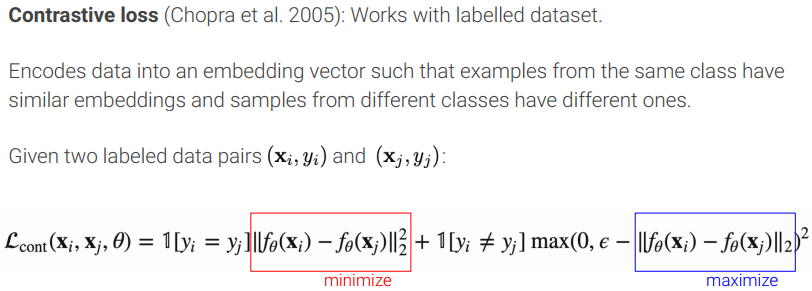 Contrastive loss (Chopra et al. 2005): Works with labelled dataset.
Encodes data into an embedding vector such that examples from the same class have
similar embeddings and samples from different classes have different ones.
Given two labeled data pairs (𝐱ᵢ, yᵢ) and (𝐱ⱼ, yⱼ):
ℒcont(𝐱ᵢ, 𝐱ⱼ, θ) = 𝟙[yᵢ = yⱼ]‖fθ(𝐱ᵢ) − fθ(𝐱ⱼ)‖₂² + 𝟙[yᵢ ≠ yⱼ] max(0, ϵ − ‖fθ(𝐱ᵢ) − fθ(𝐱ⱼ)‖₂)²
minimize maximize